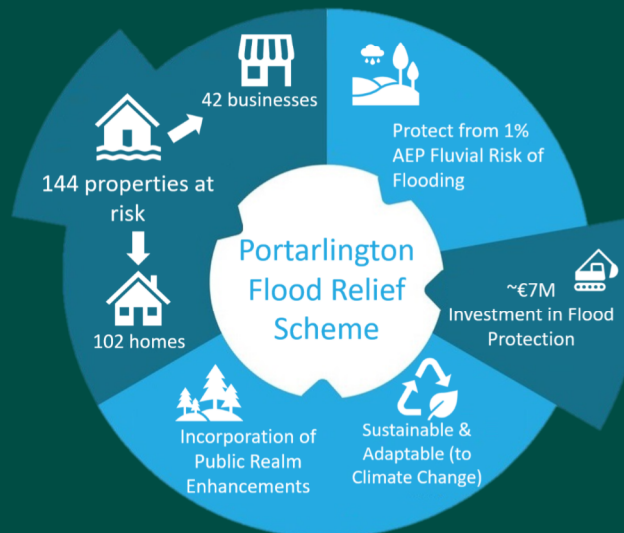 42 businesses
144 properties at
risk
102 homes
Protect from 1%
AEP Fluvial Risk of
Flooding
Portarlington
Flood Relief
Scheme
~€7M
Investment in Flood
Protection
Incorporation of
Public Realm
Enhancements
Sustainable &
Adaptable (to
Climate Change)